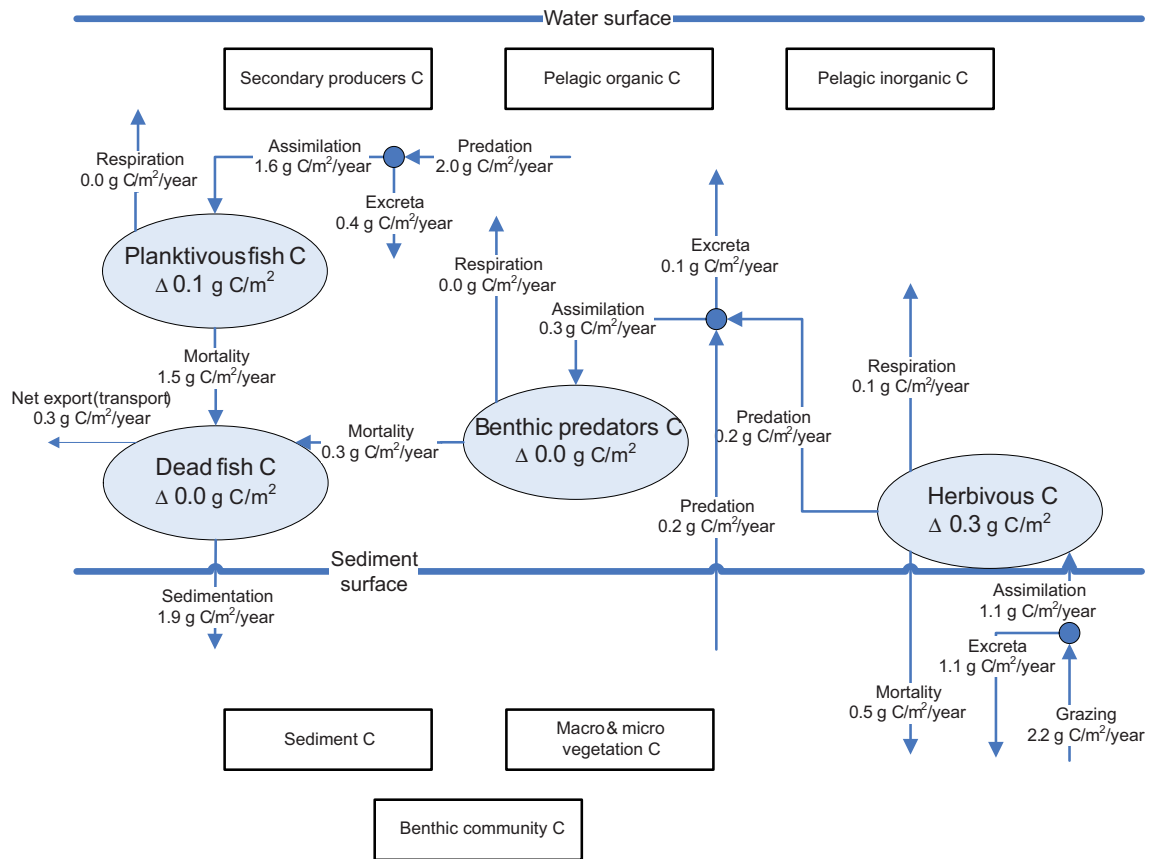 Water surface
Secondary producers C
Pelagic organic C
Pelagic inorganic C
Respiration
0.0 g C/m²/year
Assimilation
1.6 g C/m²/year
Predation
2.0 g C/m²/year
Excreta
0.4 g C/m²/year
Planktivous fish C
Δ 0.1 g C/m²
Respiration
0.0 g C/m²/year
Excreta
0.1 g C/m²/year
Assimilation
0.3 g C/m²/year
Mortality
1.5 g C/m²/year
Respiration
0.1 g C/m²/year
Net export (transport)
0.3 g C/m²/year
Mortality
0.3 g C/m²/year
Benthic predators C
Δ 0.0 g C/m²
Predation
0.2 g C/m²/year
Dead fish C
Δ 0.0 g C/m²
Predation
0.2 g C/m²/year
Herbivous C
Δ 0.3 g C/m²
Sediment
surface
Sedimentation
1.9 g C/m²/year
Assimilation
1.1 g C/m²/year
Excreta
1.1 g C/m²/year
Mortality
0.5 g C/m²/year
Grazing
2.2 g C/m²/year
Sediment C
Macro & micro
vegetation C
Benthic community C